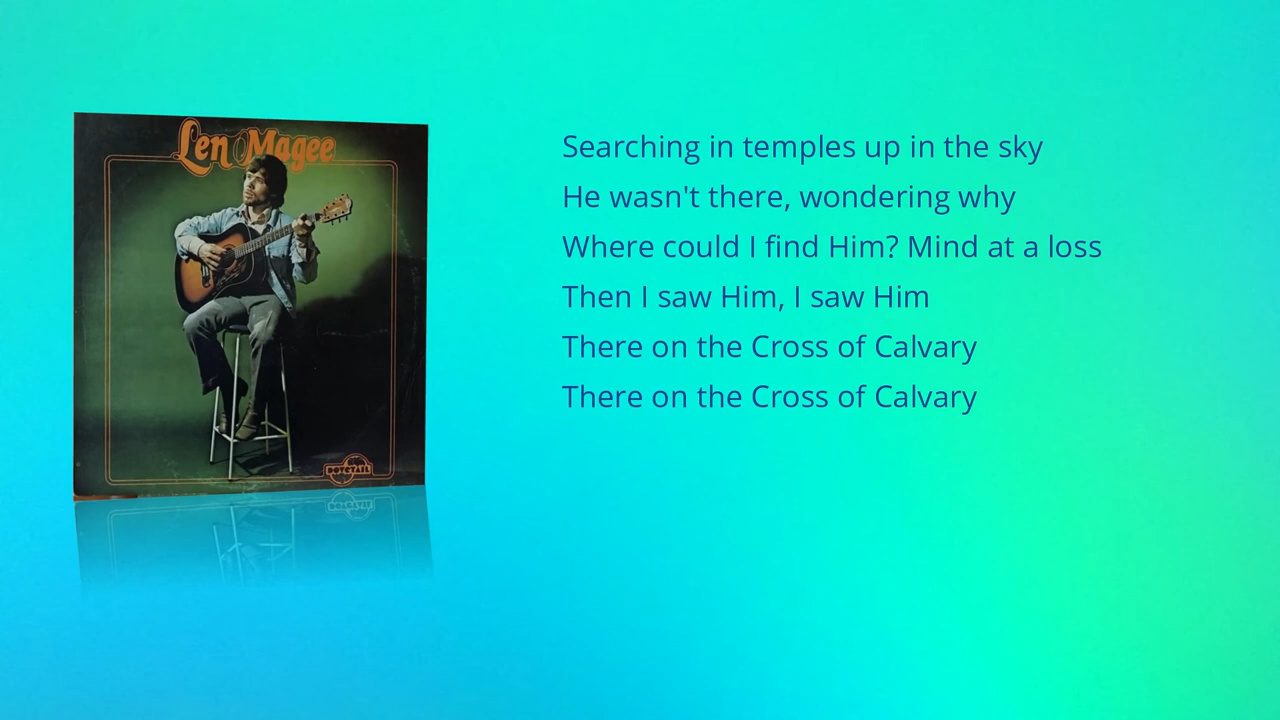 Len Magee
DOVETAIL
Searching in temples up in the sky
He wasn't there, wondering why
Where could I find Him? Mind at a loss
Then I saw Him, I saw Him
There on the Cross of Calvary
There on the Cross of Calvary